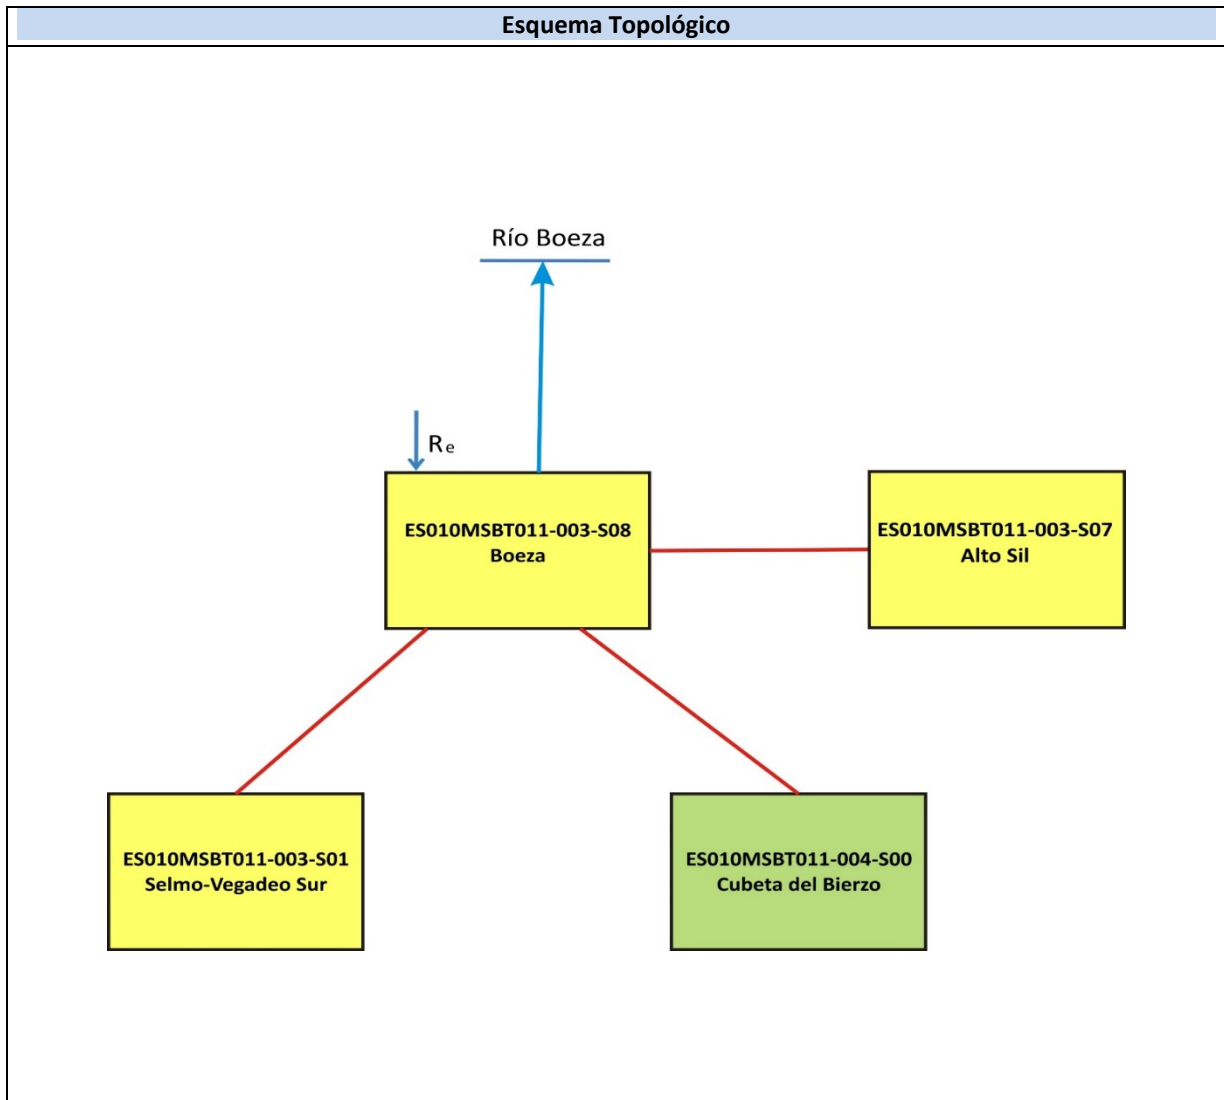 Esquema Topológico
Río Boeza
Re
ES010MSBT011-003-S08
Boeza
ES010MSBT011-003-S07
Alto Sil
ES010MSBT011-003-S01
Selmo-Vegadeo Sur
ES010MSBT011-004-S00
Cubeta del Bierzo